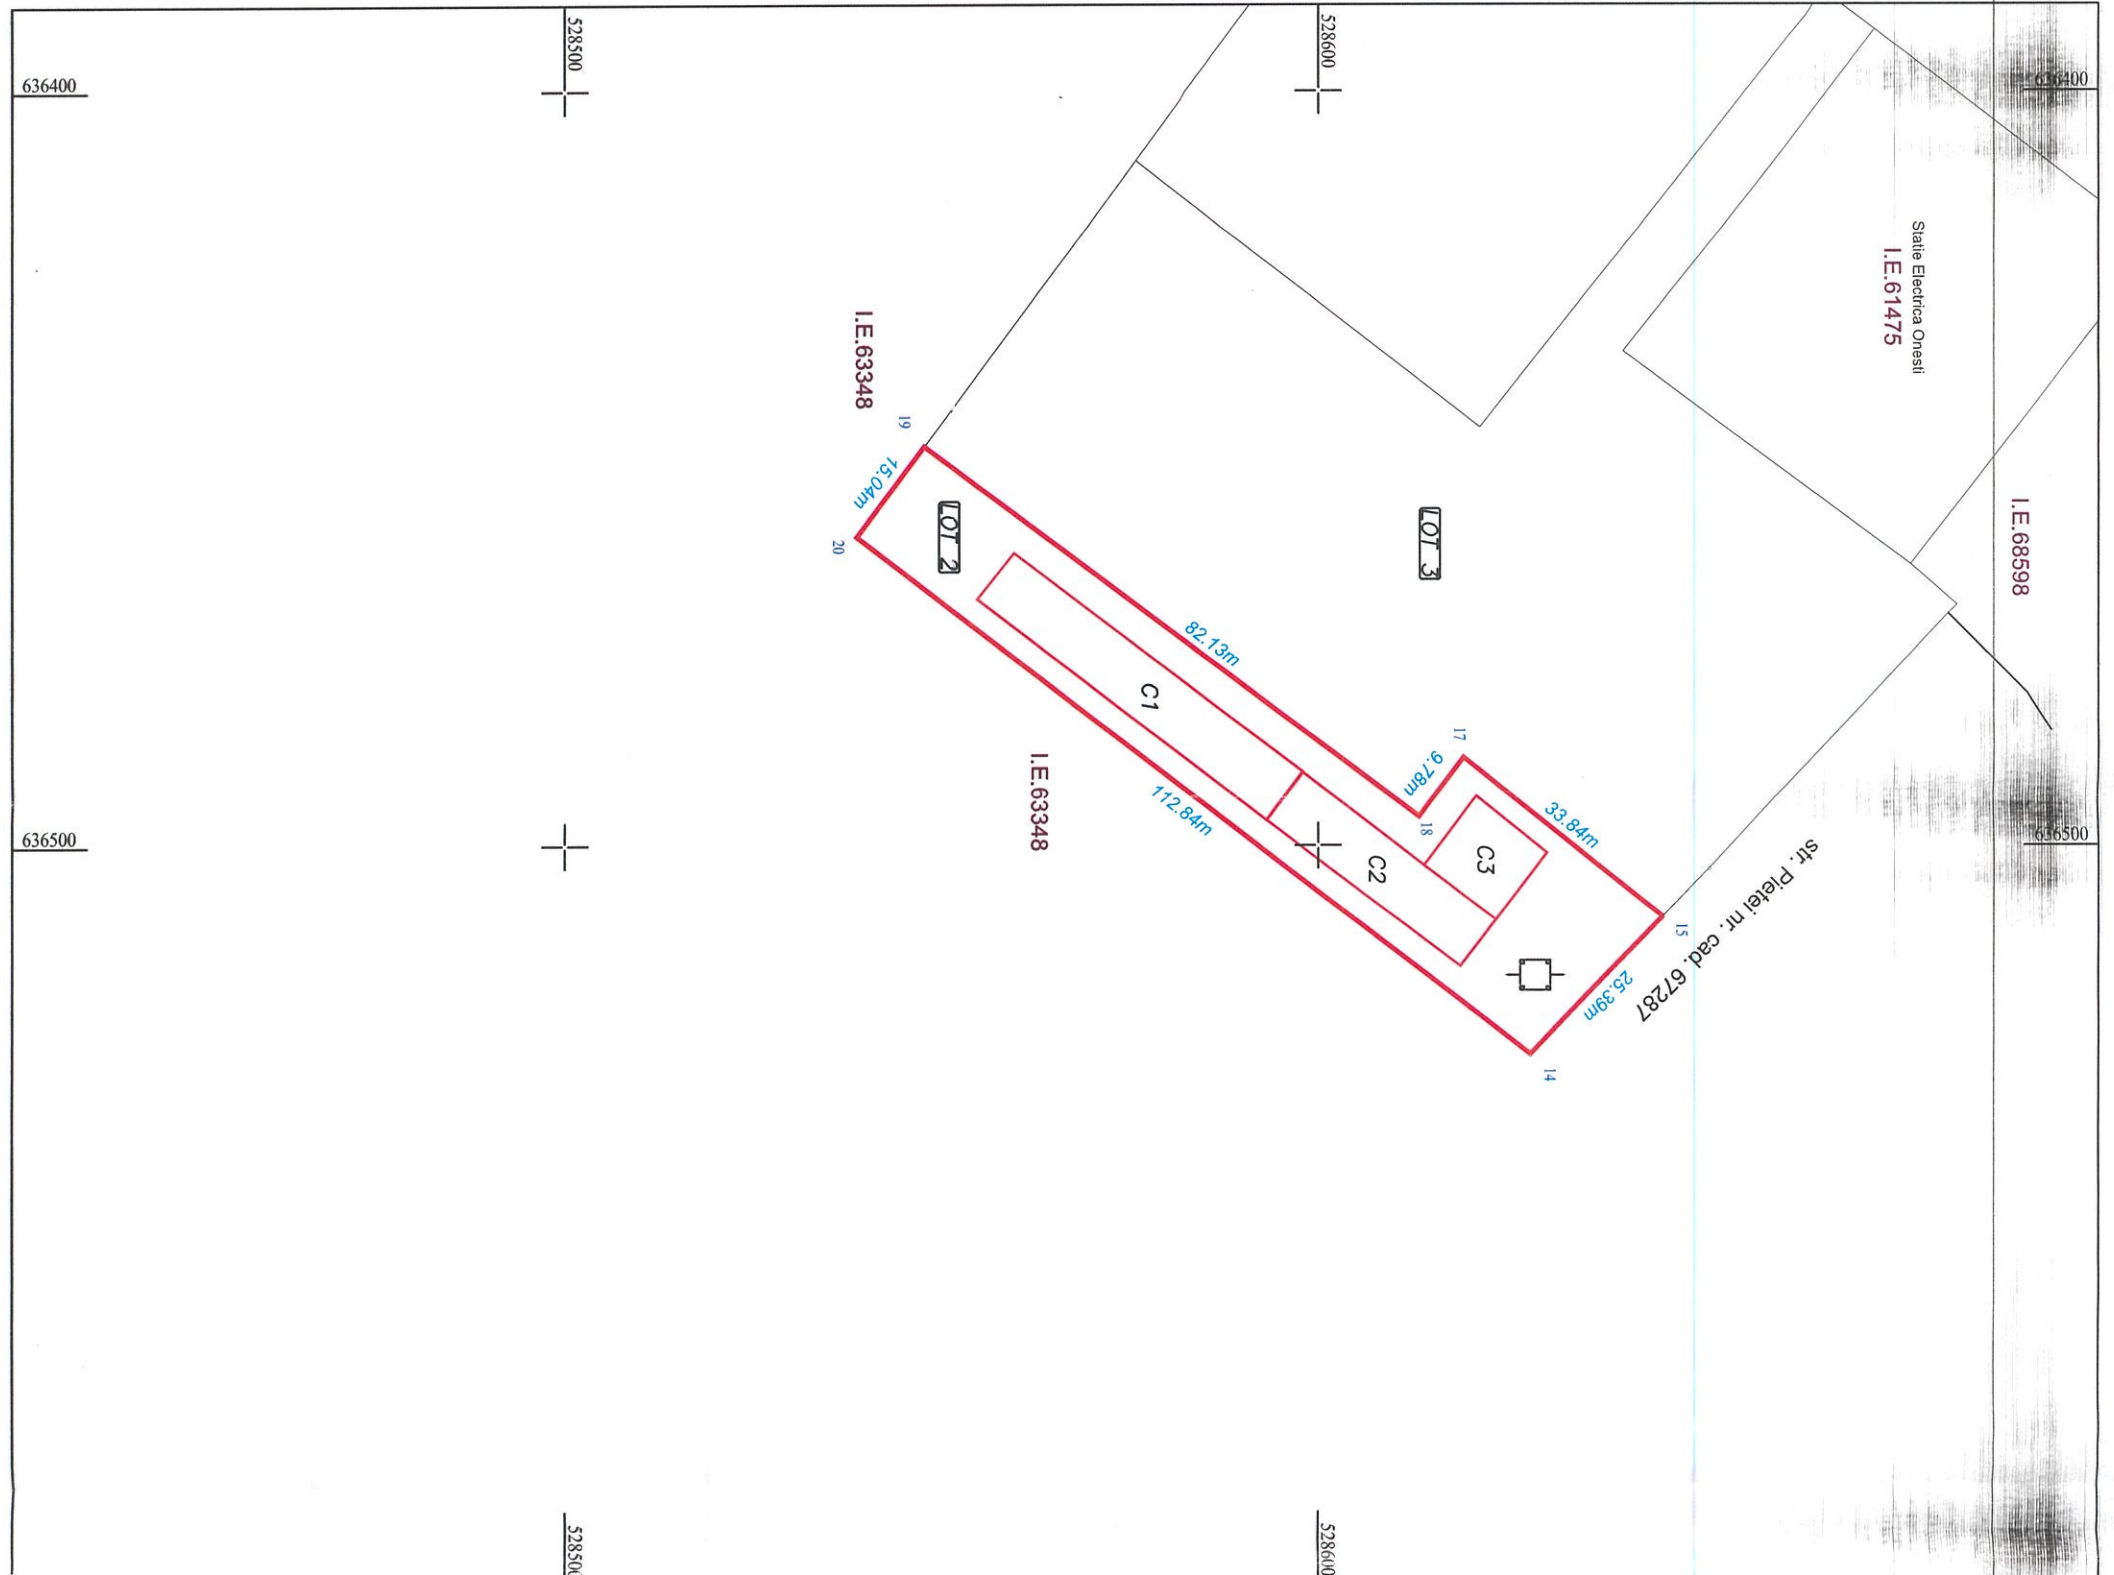 528500
528600
636400
636400
Statie Electrica Onesti
I.E.61475
I.E.68598
I.E.63348
19
15.04m
20
LOT 2
LOT 3
82.13m
C1
17
9.78m
18
33.84m
C3
C2
I.E.63348
112.84m
15
25.39m
str. Pietei nr. cad. 67287
14
636500
636500
528600